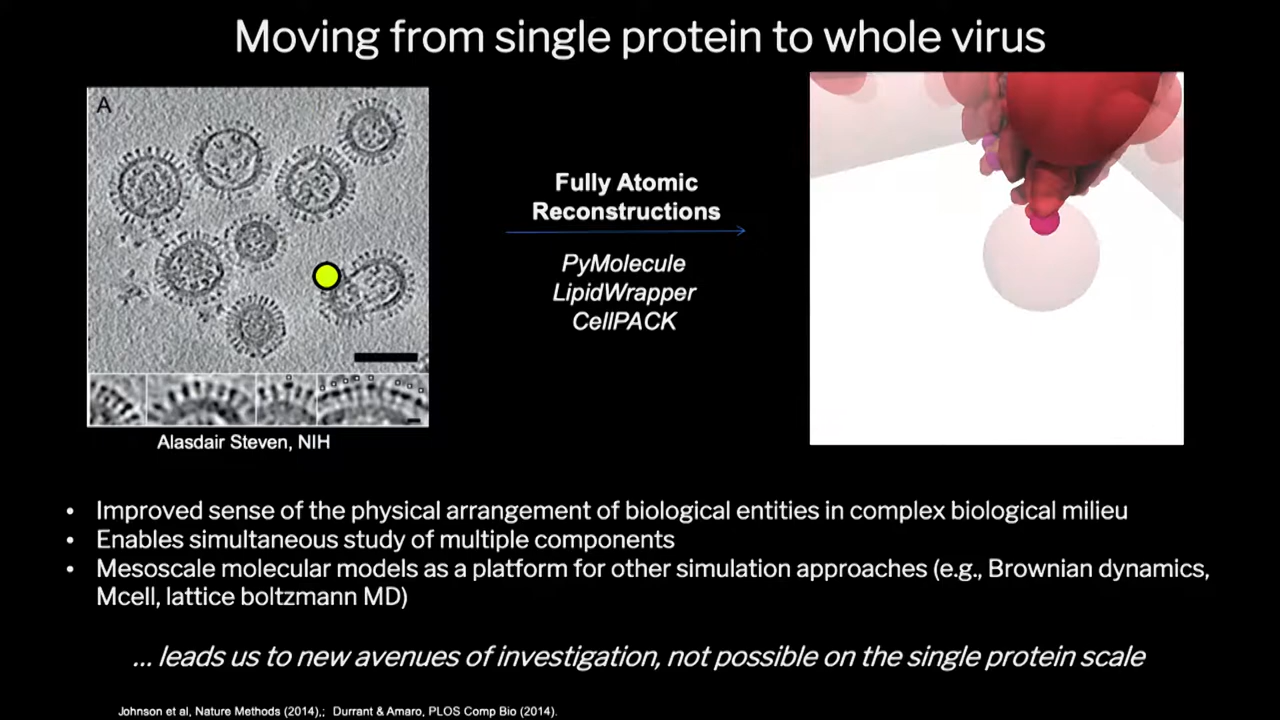 Moving from single protein to whole virus
A
Fully Atomic
Reconstructions
PyMolecule
LipidWrapper
CellPACK
Alasdair Steven, NIH
• Improved sense of the physical arrangement of biological entities in complex biological milieu
• Enables simultaneous study of multiple components
• Mesoscale molecular models as a platform for other simulation approaches (e.g., Brownian dynamics,
Mcell, lattice boltzmann MD)
... leads us to new avenues of investigation, not possible on the single protein scale
Johnson et al, Nature Methods (2014),; Durrant & Amaro, PLOS Comp Bio (2014).